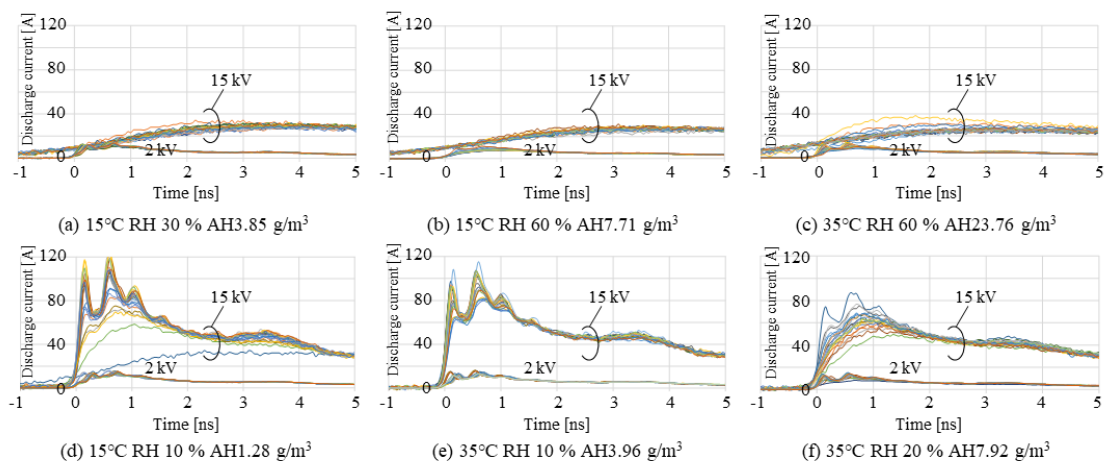 Discharge current [A]
120
80
40
0
15 kV
2 kV
-1 0 1 2 3 4 5
Time [ns]
(a) 15°C RH 30 % AH3.85 g/m³
Discharge current [A]
120
80
40
0
15 kV
2 kV
-1 0 1 2 3 4 5
Time [ns]
(b) 15°C RH 60 % AH7.71 g/m³
Discharge current [A]
120
80
40
0
15 kV
2 kV
-1 0 1 2 3 4 5
Time [ns]
(c) 35°C RH 60 % AH23.76 g/m³
Discharge current [A]
120
80
40
0
15 kV
2 kV
-1 0 1 2 3 4 5
Time [ns]
(d) 15°C RH 10 % AH1.28 g/m³
Discharge current [A]
120
80
40
0
15 kV
2 kV
-1 0 1 2 3 4 5
Time [ns]
(e) 35°C RH 10 % AH3.96 g/m³
Discharge current [A]
120
80
40
0
15 kV
2 kV
-1 0 1 2 3 4 5
Time [ns]
(f) 35°C RH 20 % AH7.92 g/m³